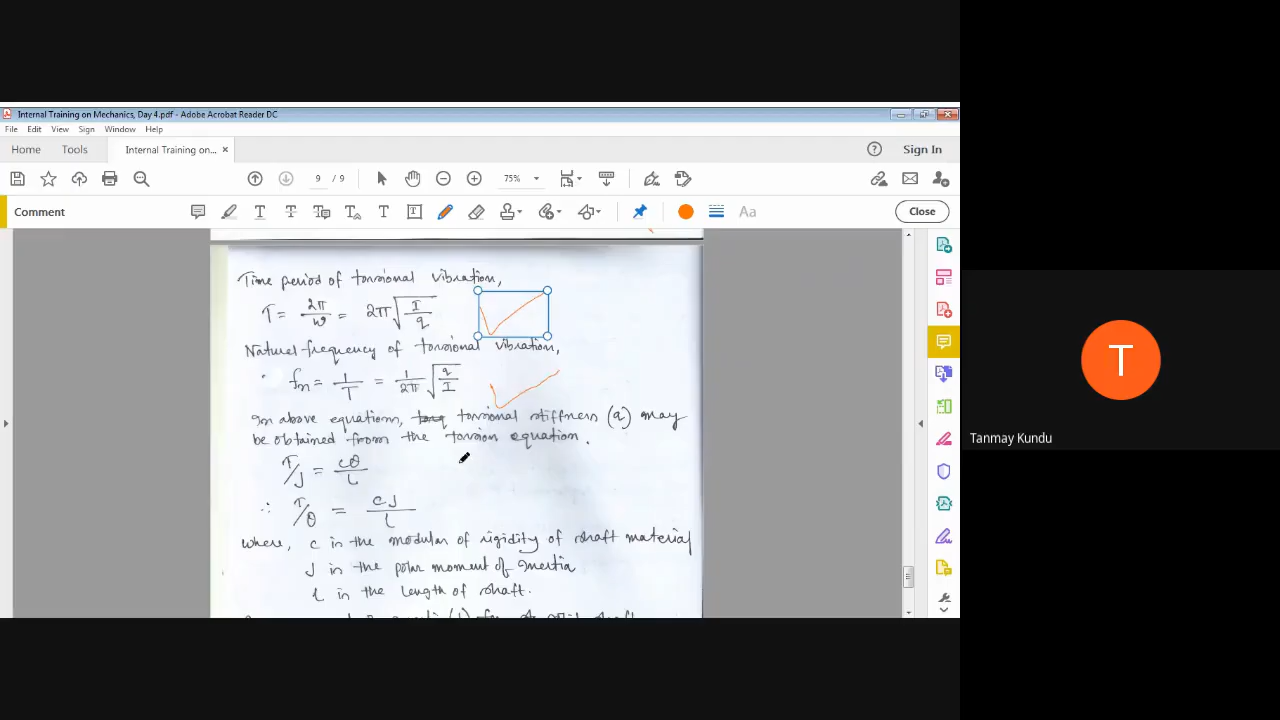 Internal Training on Mechanics, Day 4.pdf - Adobe Acrobat Reader DC
File Edit View Sign Window Help
Home Tools Internal Training on... × Sign In
9 / 9 75%
Comment Aa Close
Time period of torsional vibration,
T = 2π/ω = 2π√(I/q)
Natural frequency of torsional vibration,
∴ fn = 1/T = 1/2π √(q/I)
In above equations, torsional stiffness (q) may
be obtained from the torsion equation.
T/J = Cθ/l
∴ T/θ = CJ/l
where, C is the modular of rigidity of shaft material
J is the polar moment of Inertia
l is the length of shaft.
T
Tanmay Kundu